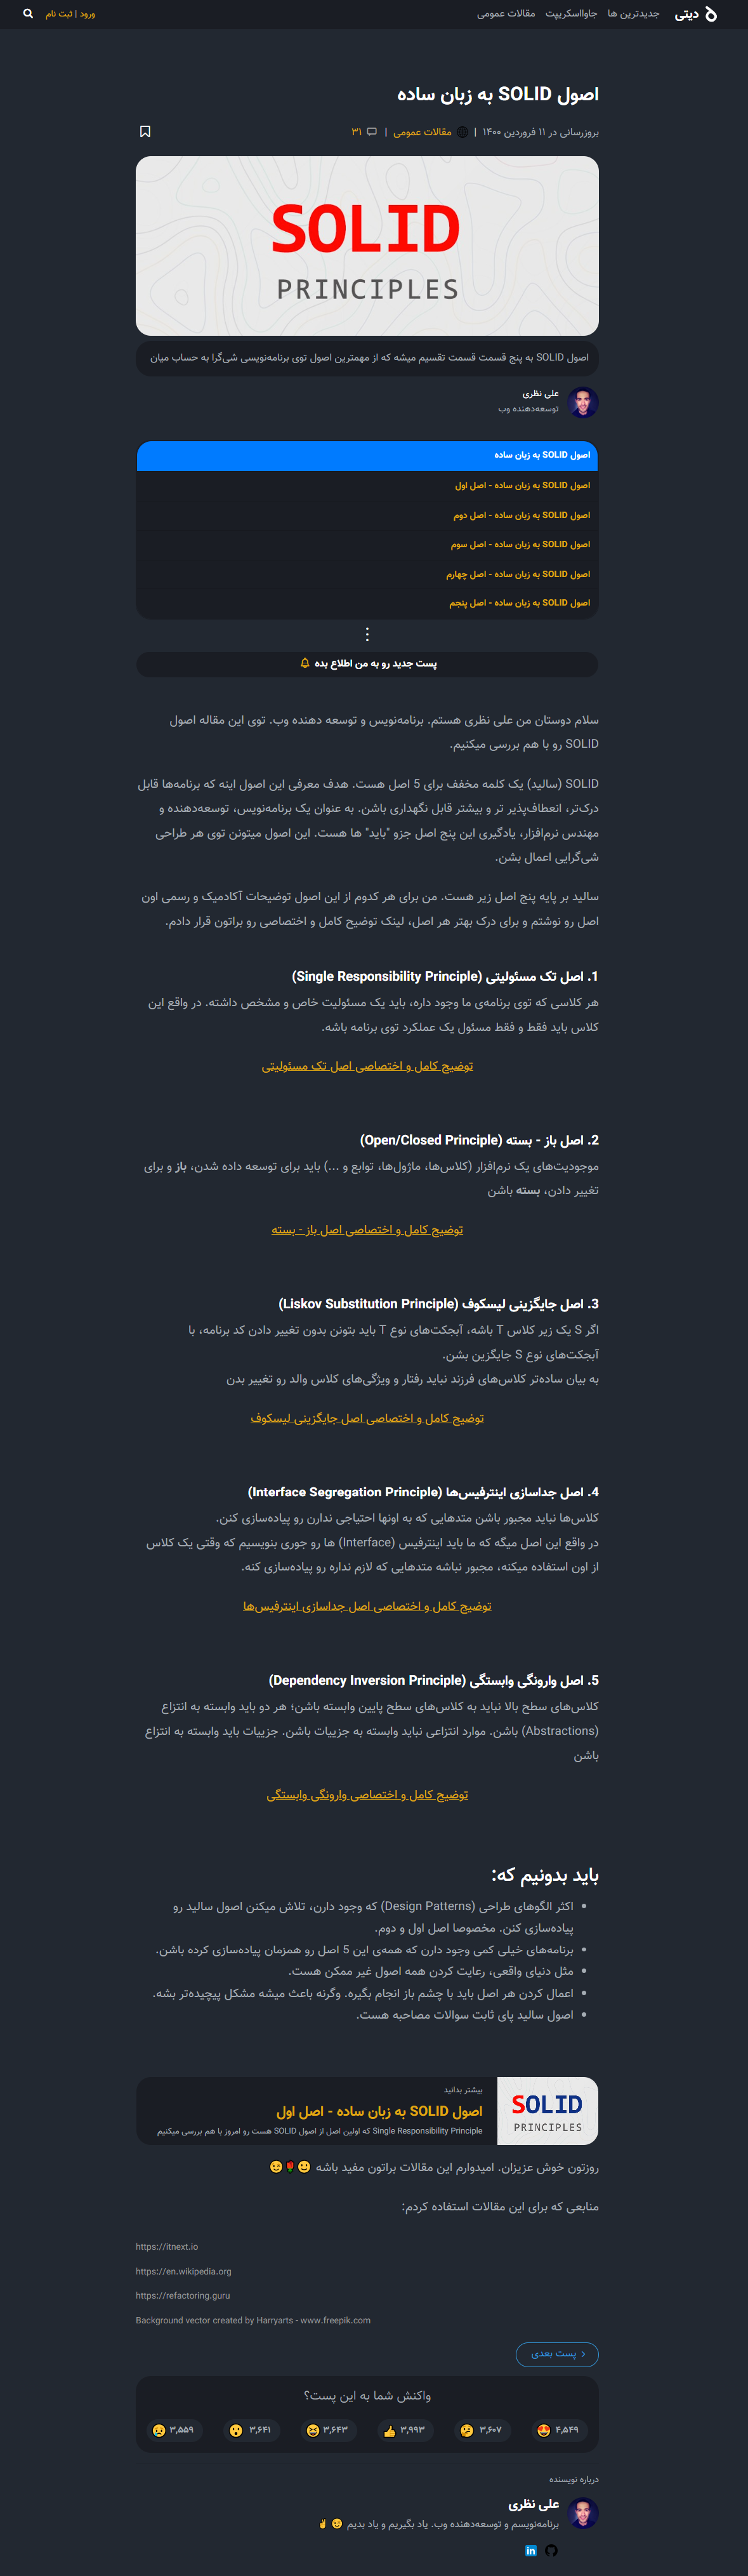 دیتی
جدیدترین ها
جاوااسکریپت
مقالات عمومی
ورود | ثبت نام
اصول SOLID به زبان ساده
بروزرسانی در ۱۱ فروردین ۱۴۰۰ | مقالات عمومی | ۳۱
SOLID
PRINCIPLES
اصول SOLID به پنج قسمت قسمت تقسیم میشه که از مهمترین اصول توی برنامه‌نویسی شی‌گرا به حساب میان
علی نظری
توسعه‌دهنده وب
اصول SOLID به زبان ساده
اصول SOLID به زبان ساده - اصل اول
اصول SOLID به زبان ساده - اصل دوم
اصول SOLID به زبان ساده - اصل سوم
اصول SOLID به زبان ساده - اصل چهارم
اصول SOLID به زبان ساده - اصل پنجم
پست جدید رو به من اطلاع بده
سلام دوستان من علی نظری هستم. برنامه‌نویس و توسعه دهنده وب. توی این مقاله اصول
SOLID رو با هم بررسی میکنیم.
SOLID (سالید) یک کلمه مخفف برای 5 اصل هست. هدف معرفی این اصول اینه که برنامه‌ها قابل
درک‌تر، انعطاف‌پذیر تر و بیشتر قابل نگهداری باشن. به عنوان یک برنامه‌نویس، توسعه‌دهنده و
مهندس نرم‌افزار، یادگیری این پنج اصل جزو "باید" ها هست. این اصول میتونن توی هر طراحی
شی‌گرایی اعمال بشن.
سالید بر پایه پنج اصل زیر هست. من برای هر کدوم از این اصول توضیحات آکادمیک و رسمی اون
اصل رو نوشتم و برای درک بهتر هر اصل، لینک توضیح کامل و اختصاصی رو براتون قرار دادم.
1. اصل تک مسئولیتی (Single Responsibility Principle)
هر کلاسی که توی برنامه‌ی ما وجود داره، باید یک مسئولیت خاص و مشخص داشته. در واقع این
کلاس باید فقط و فقط مسئول یک عملکرد توی برنامه باشه.
توضیح کامل و اختصاصی اصل تک مسئولیتی
2. اصل باز - بسته (Open/Closed Principle)
موجودیت‌های یک نرم‌افزار (کلاس‌ها، ماژول‌ها، توابع و ...) باید برای توسعه داده شدن، باز و برای
تغییر دادن، بسته باشن
توضیح کامل و اختصاصی اصل باز - بسته
3. اصل جایگزینی لیسکوف (Liskov Substitution Principle)
اگر S یک زیر کلاس T باشه، آبجکت‌های نوع T باید بتونن بدون تغییر دادن کد برنامه، با
آبجکت‌های نوع S جایگزین بشن.
به بیان ساده‌تر کلاس‌های فرزند نباید رفتار و ویژگی‌های کلاس والد رو تغییر بدن
توضیح کامل و اختصاصی اصل جایگزینی لیسکوف
4. اصل جداسازی اینترفیس‌ها (Interface Segregation Principle)
کلاس‌ها نباید مجبور باشن متدهایی که به اونها احتیاجی ندارن رو پیاده‌سازی کنن.
در واقع این اصل میگه که ما باید اینترفیس (Interface) ها رو جوری بنویسیم که وقتی یک کلاس
از اون استفاده میکنه، مجبور نباشه متدهایی که لازم نداره رو پیاده‌سازی کنه.
توضیح کامل و اختصاصی اصل جداسازی اینترفیس‌ها
5. اصل وارونگی وابستگی (Dependency Inversion Principle)
کلاس‌های سطح بالا نباید به کلاس‌های سطح پایین وابسته باشن؛ هر دو باید وابسته به انتزاع
(Abstractions) باشن. موارد انتزاعی نباید وابسته به جزییات باشن. جزییات باید وابسته به انتزاع
باشن
توضیح کامل و اختصاصی وارونگی وابستگی
باید بدونیم که:
• اکثر الگوهای طراحی (Design Patterns) که وجود دارن، تلاش میکنن اصول سالید رو
پیاده‌سازی کنن. مخصوصا اصل اول و دوم.
• برنامه‌های خیلی کمی وجود دارن که همه‌ی این 5 اصل رو همزمان پیاده‌سازی کرده باشن.
• مثل دنیای واقعی، رعایت کردن همه اصول غیر ممکن هست.
• اعمال کردن هر اصل باید با چشم باز انجام بگیره. وگرنه باعث میشه مشکل پیچیده‌تر بشه.
• اصول سالید پای ثابت سوالات مصاحبه هست.
SOLID
PRINCIPLES
بیشتر بدانید
اصول SOLID به زبان ساده - اصل اول
Single Responsibility Principle که اولین اصل از اصول SOLID هست رو امروز با هم بررسی میکنیم
روزتون خوش عزیزان. امیدوارم این مقالات براتون مفید باشه 🙂🌹😉
منابعی که برای این مقالات استفاده کردم:
https://itnext.io
https://en.wikipedia.org
https://refactoring.guru
Background vector created by Harryarts - www.freepik.com
پست بعدی
واکنش شما به این پست؟
۴,۵۴۹
۳,۶۰۷
۳,۹۹۳
۳,۶۴۳
۳,۶۴۱
۳,۵۵۹
درباره نویسنده
علی نظری
برنامه‌نویسم و توسعه‌دهنده وب. یاد بگیریم و یاد بدیم 😉✌
in